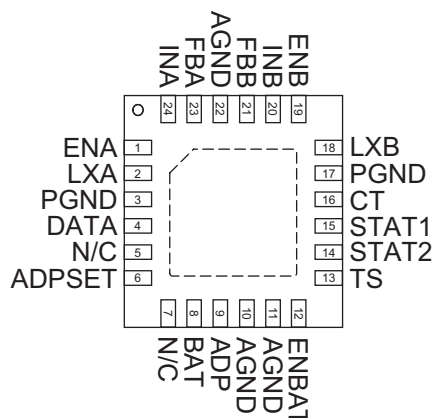 INA
FBA
AGND
FBB
INB
ENB
24
23
22
21
20
19
ENA 1
LXA 2
PGND 3
DATA 4
N/C 5
ADPSET 6
18 LXB
17 PGND
16 CT
15 STAT1
14 STAT2
13 TS
7
8
9
10
11
12
N/C
BAT
ADP
AGND
AGND
ENBAT